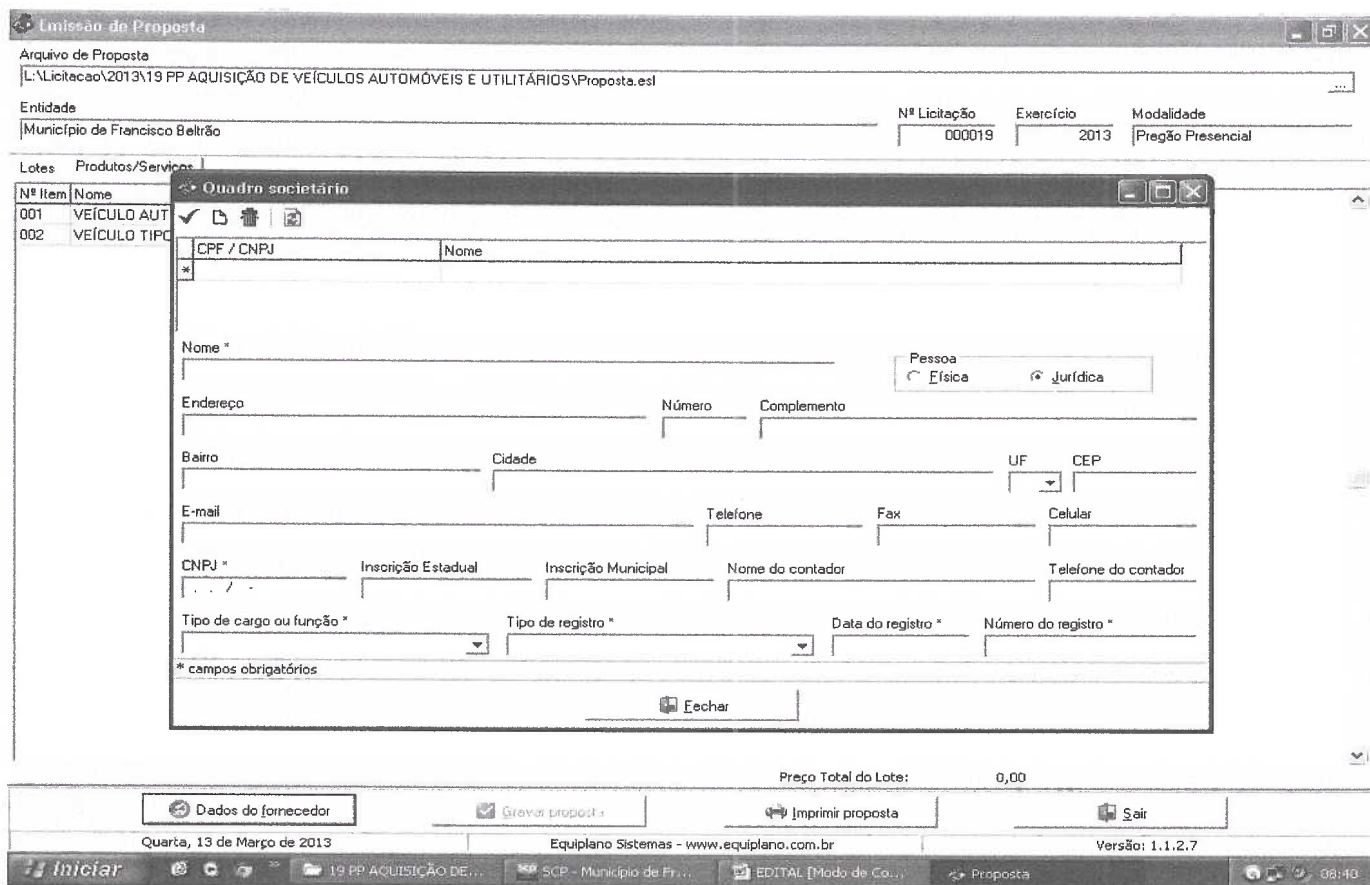 Emissão de Proposta
Arquivo de Proposta
L:\Licitacao\2013\19 PP AQUISIÇÃO DE VEÍCULOS AUTOMÓVEIS E UTILITÁRIOS\Proposta.esl
...
Entidade Nº Licitação Exercício Modalidade
Município de Francisco Beltrão 000019 2013 Pregão Presencial
Lotes Produtos/Serviços
Nº Item Nome
001 VEÍCULO AUT
002 VEÍCULO TIPO
Quadro societário
CPF / CNPJ Nome
*
Nome *
Pessoa
Física Jurídica
Endereço Número Complemento
Bairro Cidade UF CEP
E-mail Telefone Fax Celular
CNPJ * Inscrição Estadual Inscrição Municipal Nome do contador Telefone do contador
. . / -
Tipo de cargo ou função * Tipo de registro * Data do registro * Número do registro *
* campos obrigatórios
Fechar
Preço Total do Lote: 0,00
Dados do fornecedor Gravar proposta Imprimir proposta Sair
Quarta, 13 de Março de 2013 Equiplano Sistemas - www.equiplano.com.br Versão: 1.1.2.7
Iniciar » 19 PP AQUISIÇÃO DE... SCP - Município de Fr... EDITAL [Modo de Co... Proposta 08:40